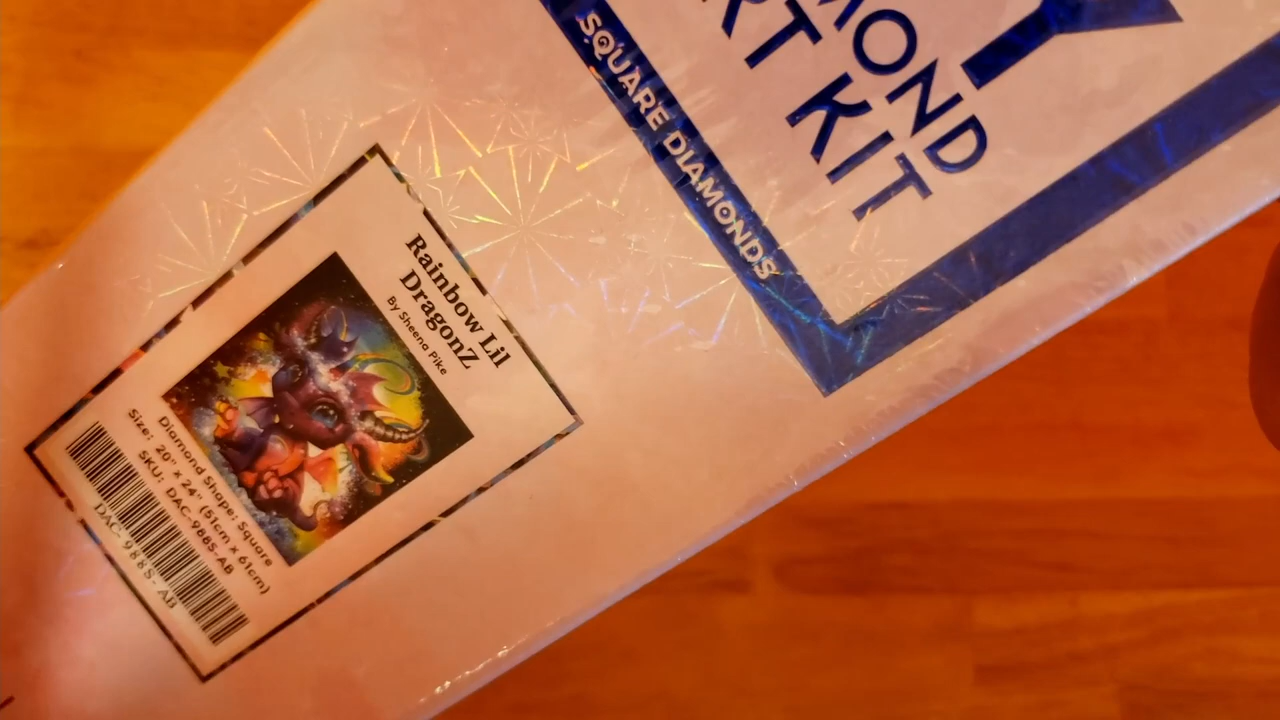 DIAMOND
ART KIT
SQUARE DIAMONDS
Rainbow Lil
DragonZ
By Sheena Pike
Diamond Shape: Square
Size: 20" x 24" (51cm x 61cm)
SKU: DAC-988S-AB
DAC-988S-AB